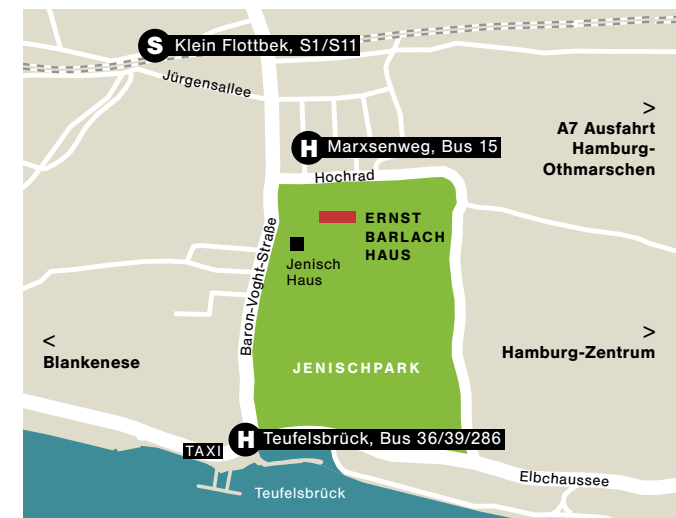 S Klein Flottbek, S1/S11
Jürgensallee
>
A7 Ausfahrt
Hamburg-
Othmarschen
H Marxsenweg, Bus 15
Hochrad
ERNST
BARLACH
HAUS
Jenisch
Haus
Baron-Voght-Straße
<
Blankenese
>
Hamburg-Zentrum
JENISCHPARK
H Teufelsbrück, Bus 36/39/286
TAXI
Elbchaussee
Teufelsbrück